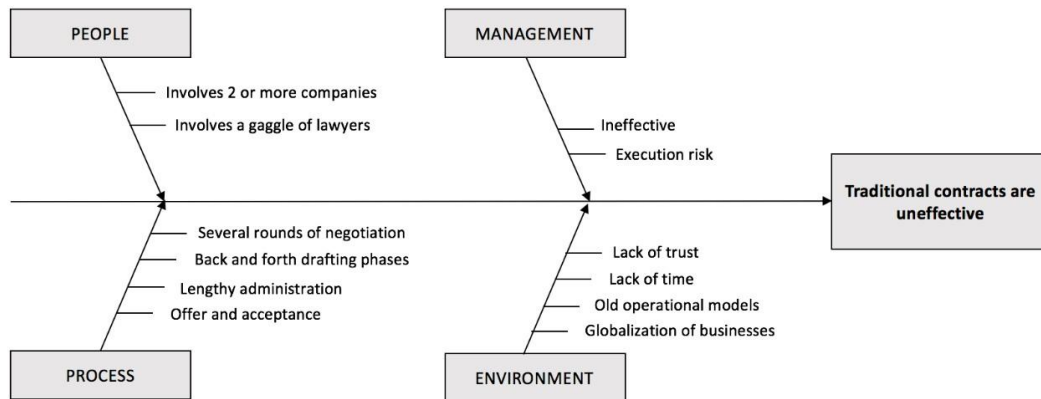 PEOPLE
MANAGEMENT
Involves 2 or more companies
Involves a gaggle of lawyers
Ineffective
Execution risk
Traditional contracts are
uneffective
Several rounds of negotiation
Back and forth drafting phases
Lengthy administration
Offer and acceptance
Lack of trust
Lack of time
Old operational models
Globalization of businesses
PROCESS
ENVIRONMENT